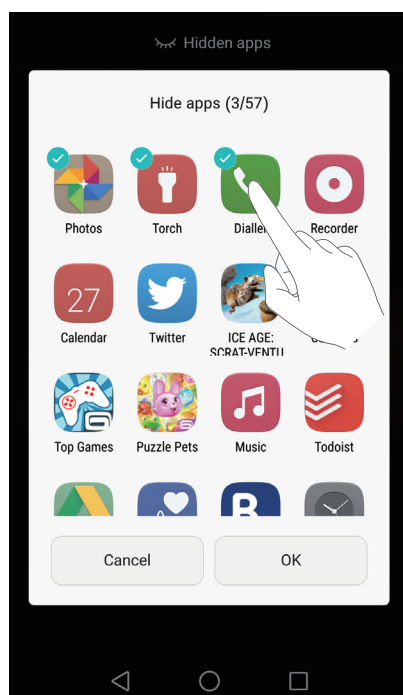 Hidden apps
Hide apps (3/57)
Photos
Torch
Dialler
Recorder
27
Calendar
Twitter
ICE AGE:
SCRAT-VENTU
Top Games
Puzzle Pets
Music
Todoist
B
Cancel
OK